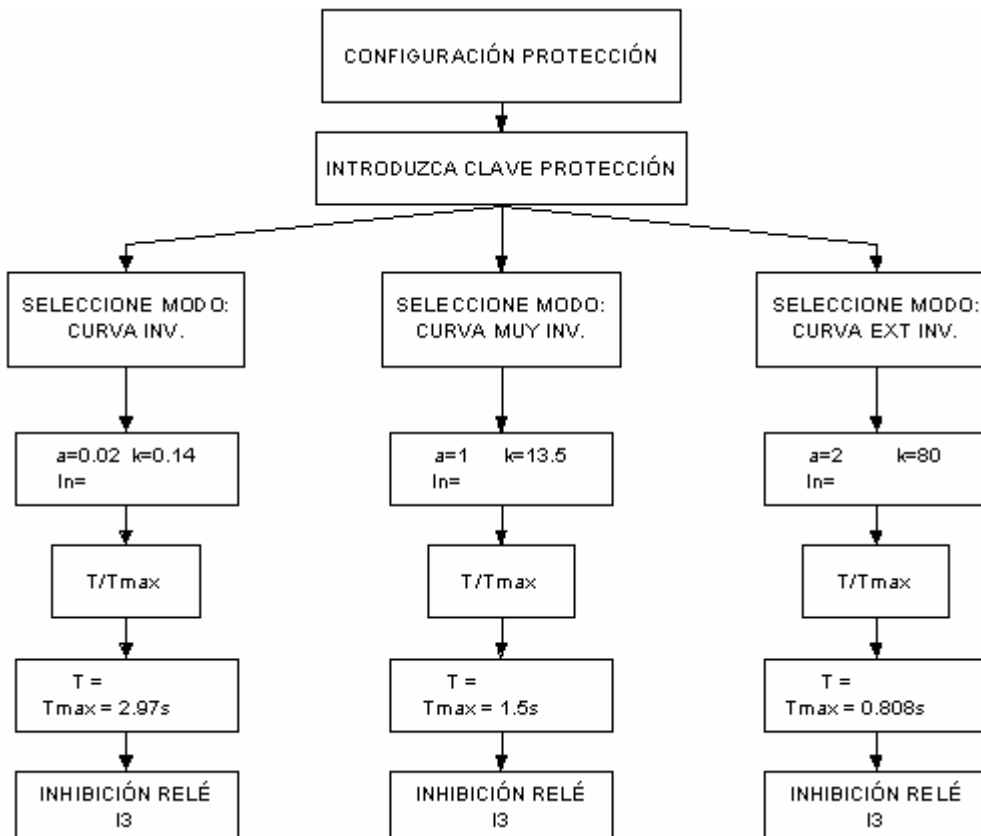 CONFIGURACIÓN PROTECCIÓN
INTRODUZCA CLAVE PROTECCIÓN
SELECCIONE MODO:
CURVA INV.
SELECCIONE MODO:
CURVA MUY INV.
SELECCIONE MODO:
CURVA EXT INV.
a=0.02 k=0.14
In=
a=1 k=13.5
In=
a=2 k=80
In=
T/Tmax
T/Tmax
T/Tmax
T =
Tmax = 2.97s
T =
Tmax = 1.5s
T =
Tmax = 0.808s
INHIBICIÓN RELÉ
I3
INHIBICIÓN RELÉ
I3
INHIBICIÓN RELÉ
I3